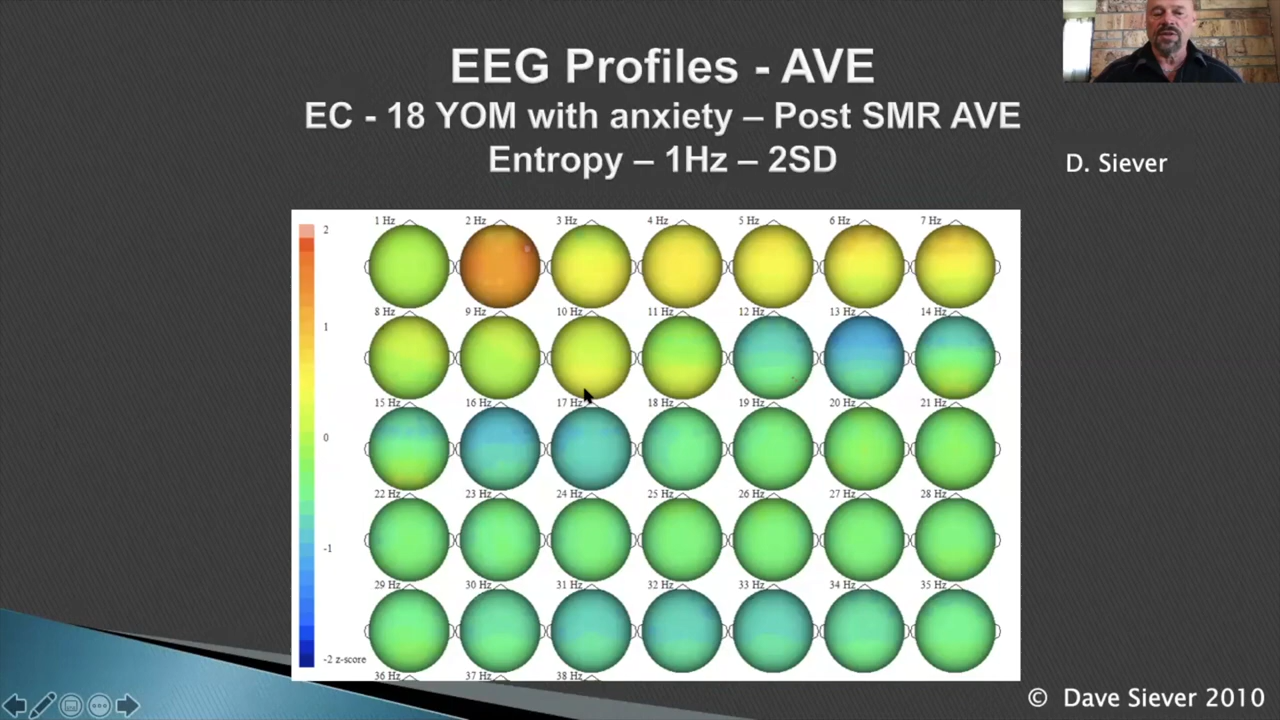 EEG Profiles - AVE
EC - 18 YOM with anxiety – Post SMR AVE
Entropy – 1Hz – 2SD
D. Siever
1 Hz 2 Hz 3 Hz 4 Hz 5 Hz 6 Hz 7 Hz
2
8 Hz 9 Hz 10 Hz 11 Hz 12 Hz 13 Hz 14 Hz
1
15 Hz 16 Hz 17 Hz 18 Hz 19 Hz 20 Hz 21 Hz
0
22 Hz 23 Hz 24 Hz 25 Hz 26 Hz 27 Hz 28 Hz
-1
29 Hz 30 Hz 31 Hz 32 Hz 33 Hz 34 Hz 35 Hz
-2 z-score
36 Hz 37 Hz 38 Hz
© Dave Siever 2010